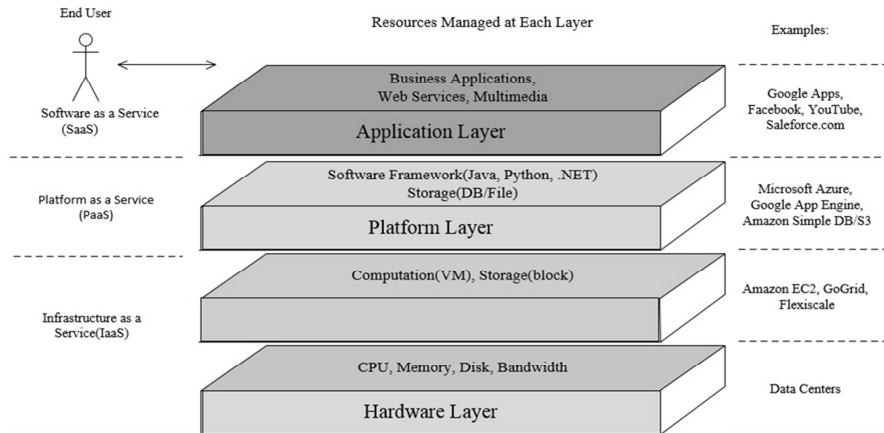 End User
Resources Managed at Each Layer
Examples:
Software as a Service
(SaaS)
Business Applications,
Web Services, Multimedia
Application Layer
Google Apps,
Facebook, YouTube,
Saleforce.com
Platform as a Service
(PaaS)
Software Framework(Java, Python, .NET)
Storage(DB/File)
Platform Layer
Microsoft Azure,
Google App Engine,
Amazon Simple DB/S3
Infrastructure as a
Service(IaaS)
Computation(VM), Storage(block)
Amazon EC2, GoGrid,
Flexiscale
CPU, Memory, Disk, Bandwidth
Hardware Layer
Data Centers